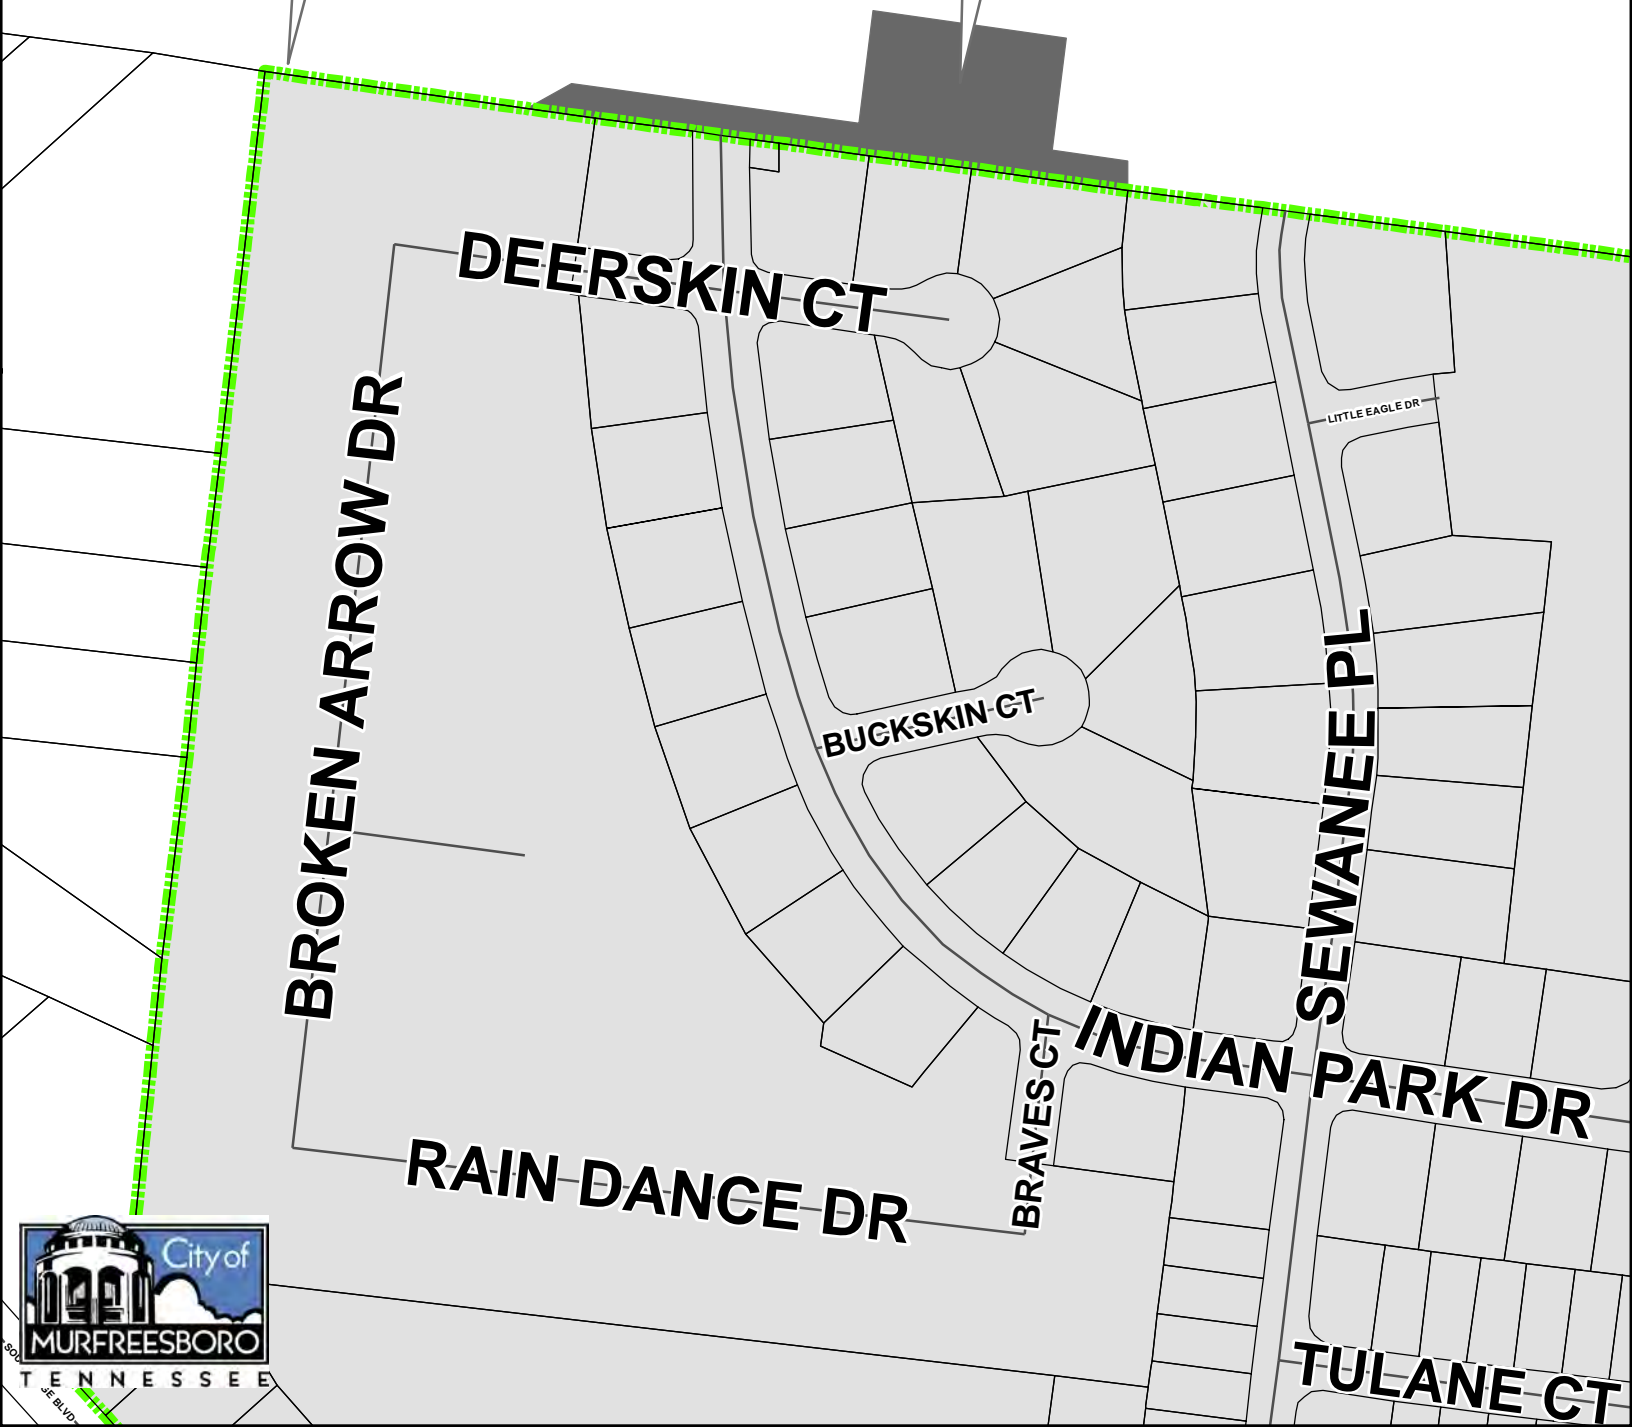 DEERSKIN CT
BROKEN ARROW DR
LITTLE EAGLE DR
SEWANEE PL
BUCKSKIN CT
INDIAN PARK DR
BRAVES CT
RAIN DANCE DR
TULANE CT
City of
MURFREESBORO
TENNESSEE
BLVD